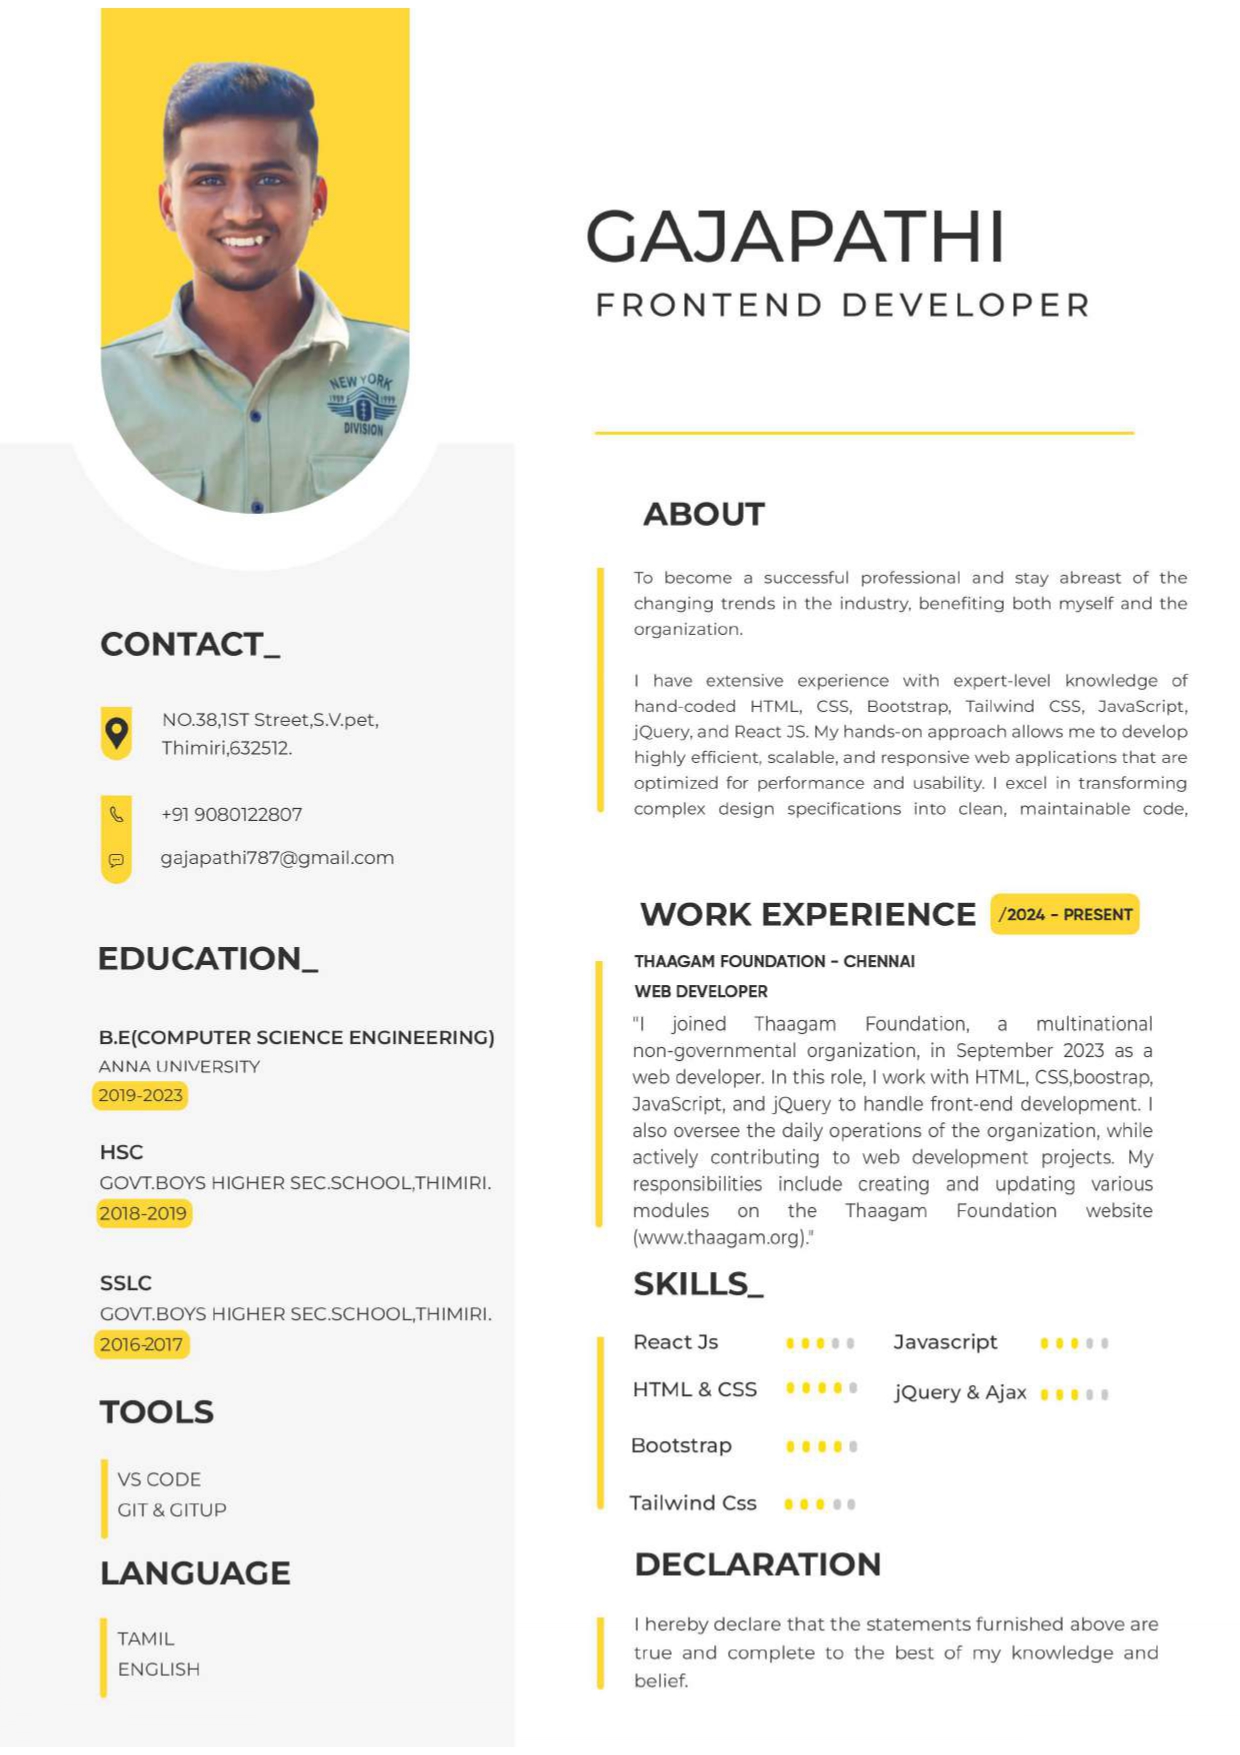 NEW YORK
1959 1999
DIVISION
GAJAPATHI
FRONTEND DEVELOPER
CONTACT_
NO.38,1ST Street,S.V.pet,
Thimiri,632512.
+91 9080122807
gajapathi787@gmail.com
EDUCATION_
B.E(COMPUTER SCIENCE ENGINEERING)
ANNA UNIVERSITY
2019-2023
HSC
GOVT.BOYS HIGHER SEC.SCHOOL,THIMIRI.
2018-2019
SSLC
GOVT.BOYS HIGHER SEC.SCHOOL,THIMIRI.
2016-2017
TOOLS
VS CODE
GIT & GITUP
LANGUAGE
TAMIL
ENGLISH
ABOUT
To become a successful professional and stay abreast of the
changing trends in the industry, benefiting both myself and the
organization.
I have extensive experience with expert-level knowledge of
hand-coded HTML, CSS, Bootstrap, Tailwind CSS, JavaScript,
jQuery, and React JS. My hands-on approach allows me to develop
highly efficient, scalable, and responsive web applications that are
optimized for performance and usability. I excel in transforming
complex design specifications into clean, maintainable code,
WORK EXPERIENCE /2024 - PRESENT
THAAGAM FOUNDATION - CHENNAI
WEB DEVELOPER
"I joined Thaagam Foundation, a multinational
non-governmental organization, in September 2023 as a
web developer. In this role, I work with HTML, CSS,boostrap,
JavaScript, and jQuery to handle front-end development. I
also oversee the daily operations of the organization, while
actively contributing to web development projects. My
responsibilities include creating and updating various
modules on the Thaagam Foundation website
(www.thaagam.org)."
SKILLS_
React Js Javascript
HTML & CSS jQuery & Ajax
Bootstrap
Tailwind Css
DECLARATION
I hereby declare that the statements furnished above are
true and complete to the best of my knowledge and
belief.